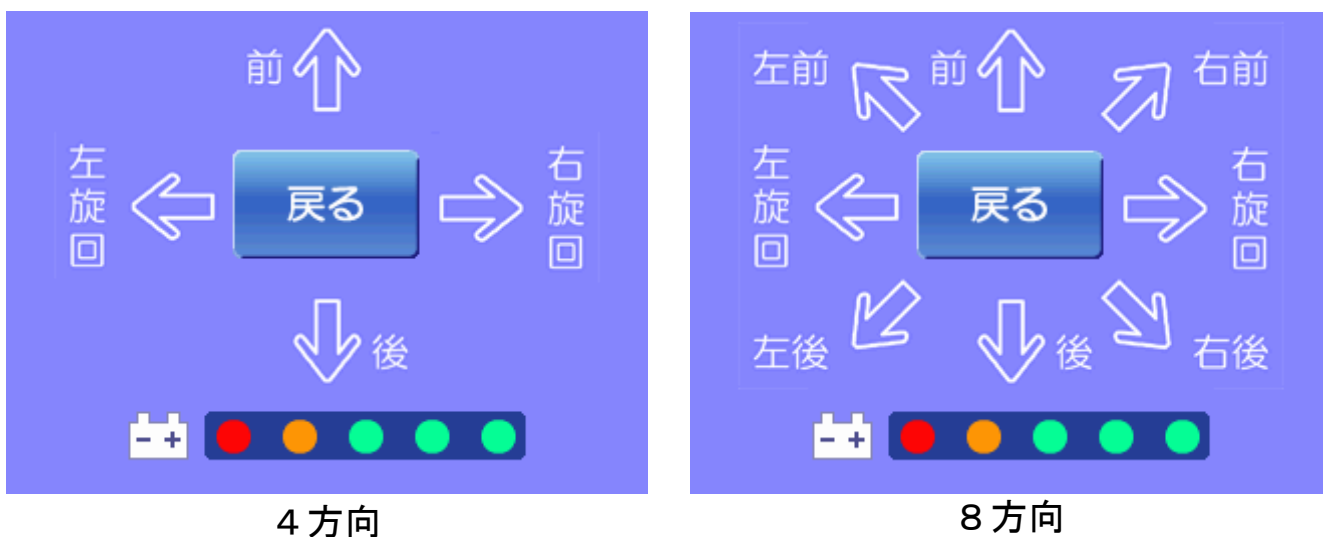 前
左旋回
戻る
右旋回
後
- +
4方向
左前
前
右前
左旋回
戻る
右旋回
左後
後
右後
- +
8方向